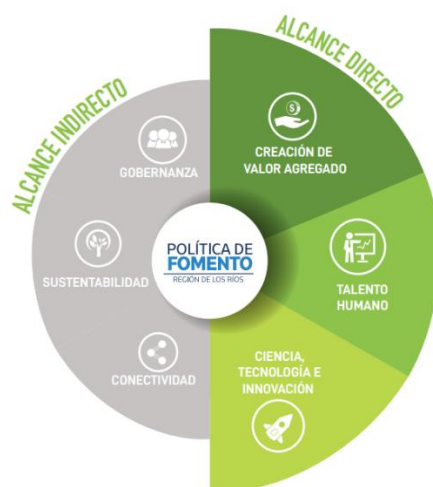 ALCANCE INDIRECTO
ALCANCE DIRECTO
GOBERNANZA
SUSTENTABILIDAD
CONECTIVIDAD
POLÍTICA DE
FOMENTO
REGIÓN DE LOS RÍOS
$
CREACIÓN DE
VALOR AGREGADO
TALENTO
HUMANO
CIENCIA,
TECNOLOGÍA E
INNOVACIÓN